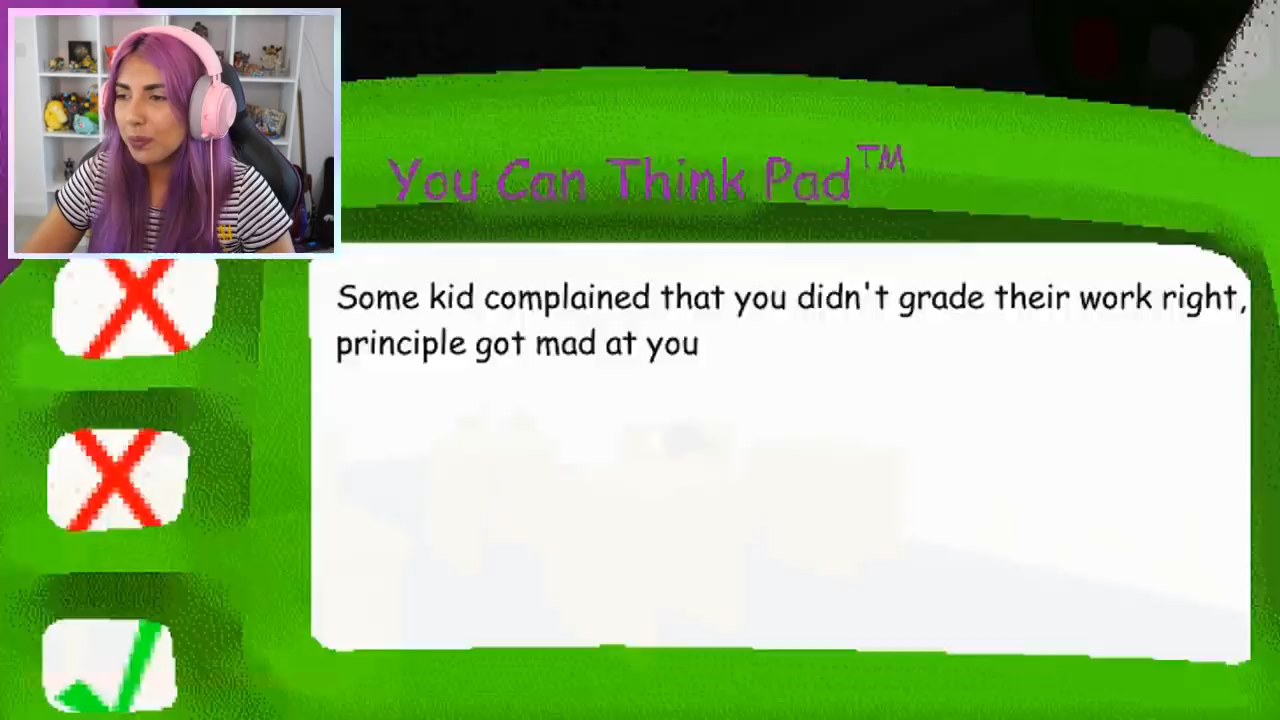 You Can Think Pad™
Some kid complained that you didn't grade their work right,
principle got mad at you